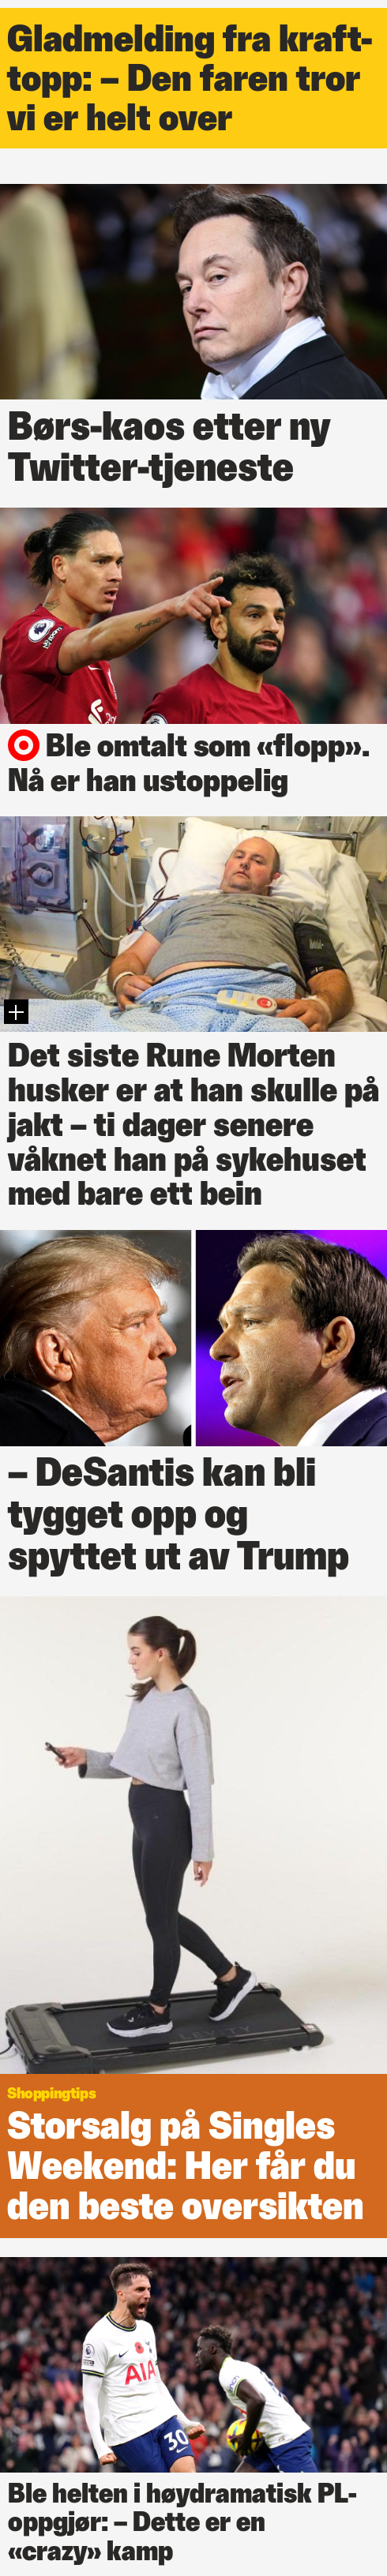 Gladmelding fra kraft-
topp: – Den faren tror
vi er helt over
Børs-kaos etter ny
Twitter-tjeneste
Ble omtalt som «flopp».
Nå er han ustoppelig
Det siste Rune Morten
husker er at han skulle på
jakt – ti dager senere
våknet han på sykehuset
med bare ett bein
– DeSantis kan bli
tygget opp og
spyttet ut av Trump
Shoppingtips
Storsalg på Singles
Weekend: Her får du
den beste oversikten
AIA
30
Ble helten i høydramatisk PL-
oppgjør: – Dette er en
«crazy» kamp